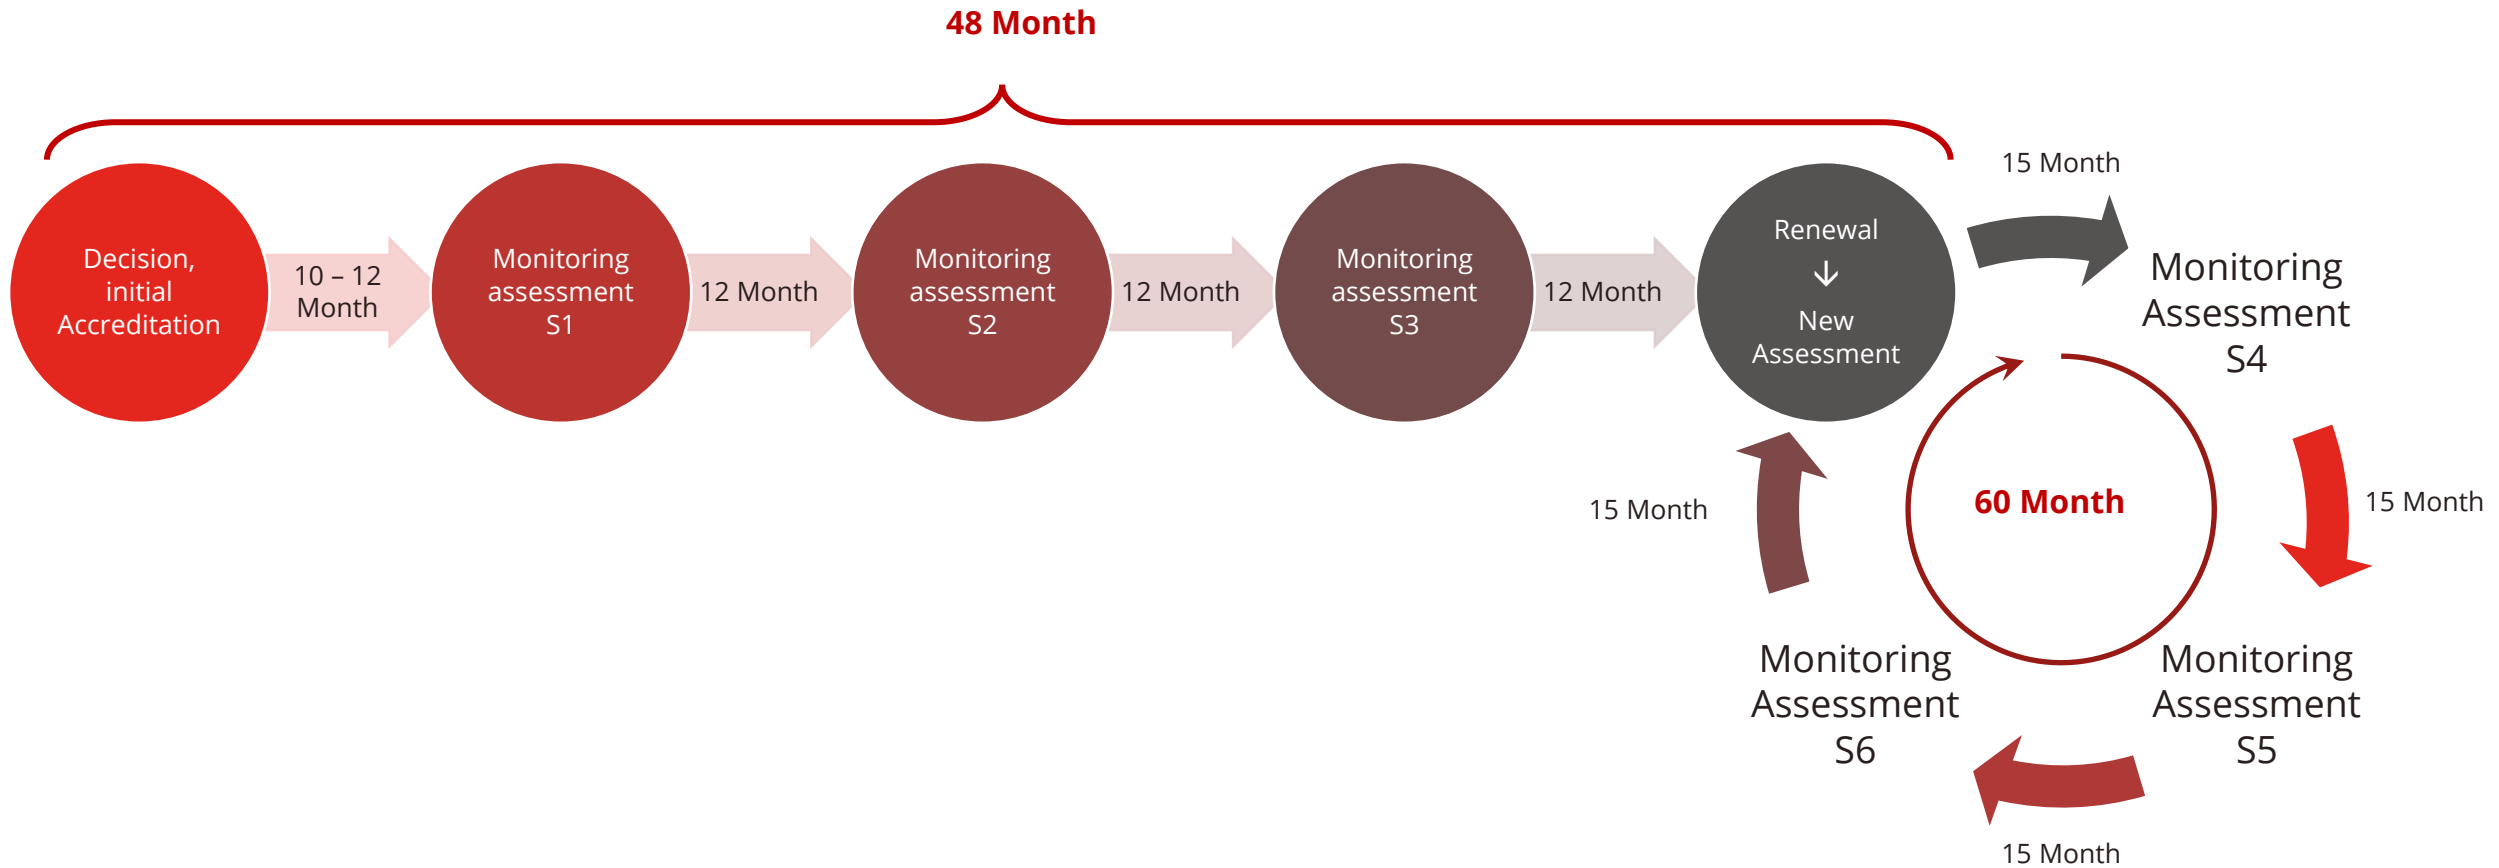 48 Month
Decision,
initial
Accreditation
10 – 12
Month
Monitoring
assessment
S1
12 Month
Monitoring
assessment
S2
12 Month
Monitoring
assessment
S3
12 Month
Renewal
↓
New
Assessment
15 Month
Monitoring
Assessment
S4
15 Month
Monitoring
Assessment
S5
15 Month
Monitoring
Assessment
S6
15 Month
60 Month